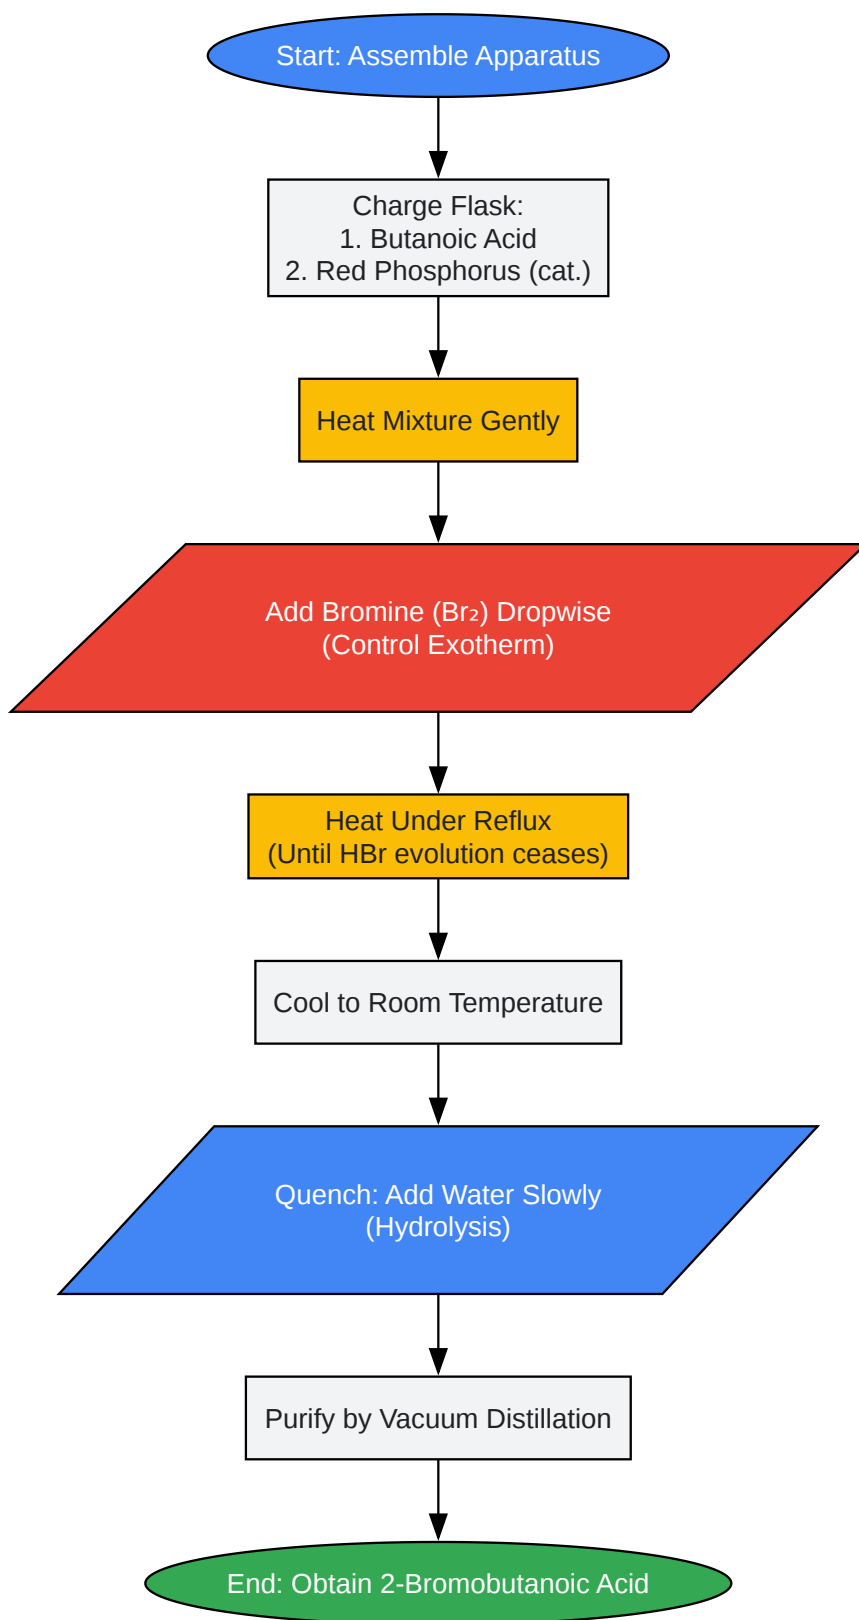 Start: Assemble Apparatus
Charge Flask:
1. Butanoic Acid
2. Red Phosphorus (cat.)
Heat Mixture Gently
Add Bromine (Br₂) Dropwise
(Control Exotherm)
Heat Under Reflux
(Until HBr evolution ceases)
Cool to Room Temperature
Quench: Add Water Slowly
(Hydrolysis)
Purify by Vacuum Distillation
End: Obtain 2-Bromobutanoic Acid